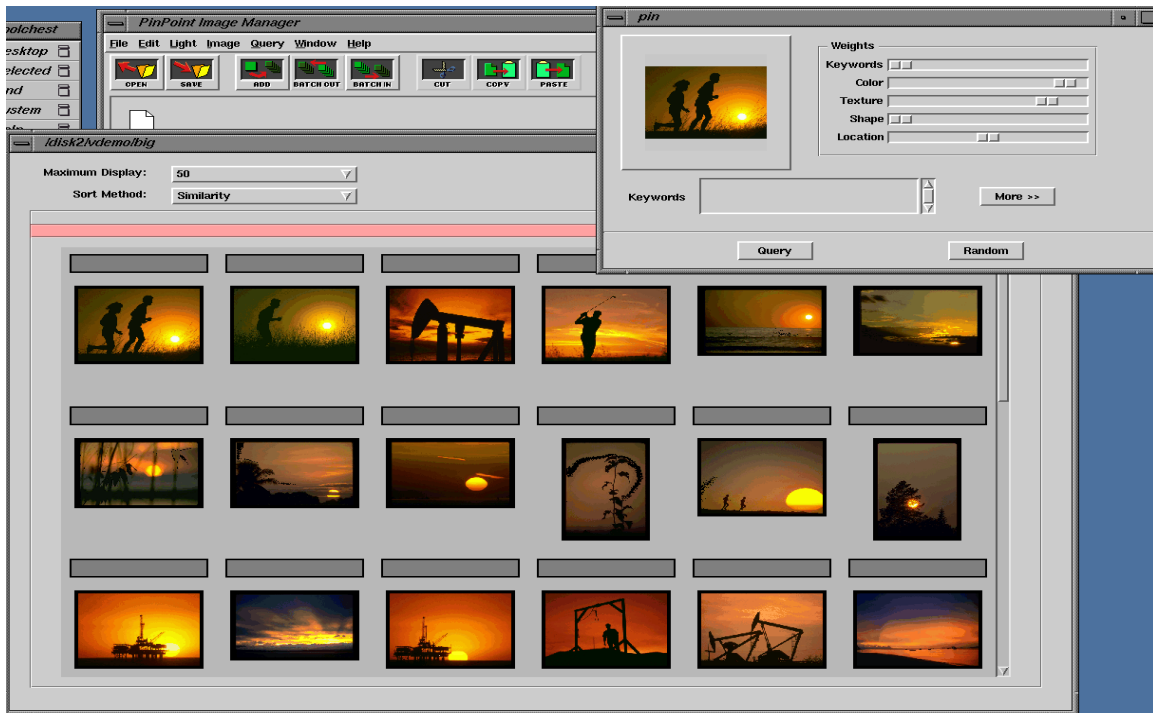 oolchest
esktop
elected
nd
ystem
elp
PinPoint Image Manager
File Edit Light Image Query Window Help
OPEN SAVE ADD BATCH OUT BATCH IN CUT COPY PASTE
/disk2/vdemo/big
Maximum Display: 50
Sort Method: Similarity
pin
Weights
Keywords
Color
Texture
Shape
Location
Keywords
More >>
Query Random